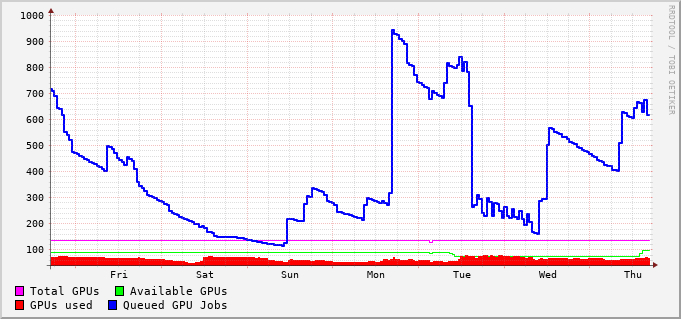 1000
900
800
700
600
500
400
300
200
100
Fri Sat Sun Mon Tue Wed Thu
Total GPUs Available GPUs
GPUs used Queued GPU Jobs
RRDTOOL / TOBI OETIKER